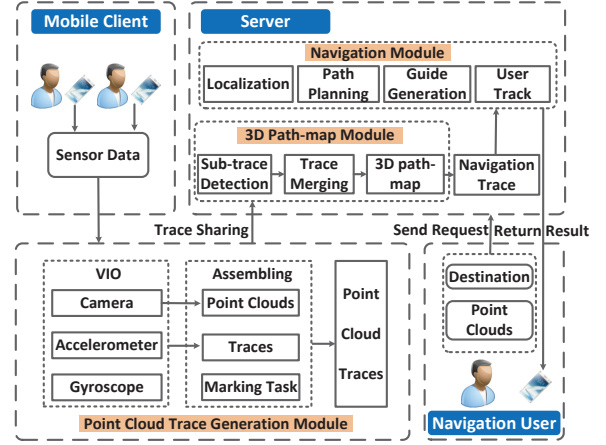 Mobile Client
Sensor Data
Server
Navigation Module
Localization
Path
Planning
Guide
Generation
User
Track
3D Path-map Module
Sub-trace
Detection
Trace
Merging
3D path-
map
Navigation
Trace
Trace Sharing
Send Request
Return Result
VIO
Camera
Accelerometer
Gyroscope
Assembling
Point Clouds
Traces
Marking Task
Point
Cloud
Traces
Point Cloud Trace Generation Module
Destination
Point
Clouds
Navigation User